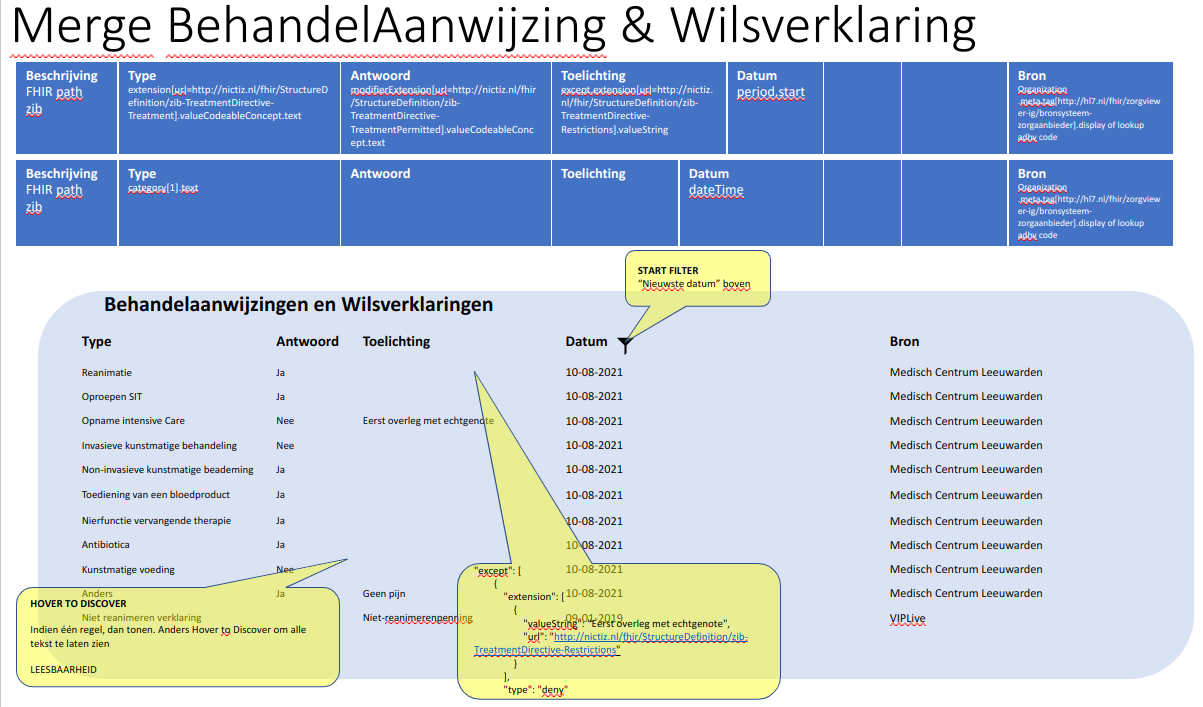 Merge BehandelAanwijzing & Wilsverklaring
Beschrijving
FHIR path
zib
Type
extension[url=http://nictiz.nl/fhir/StructureD
efinition/zib-TreatmentDirective-
Treatment].valueCodeableConcept.text
Antwoord
modifierExtension[url=http://nictiz.nl/fhir
/StructureDefinition/zib-
TreatmentDirective-
TreatmentPermitted].valueCodeableConc
ept.text
Toelichting
except.extension[url=http://nictiz.
nl/fhir/StructureDefinition/zib-
TreatmentDirective-
Restrictions].valueString
Datum
period.start
Bron
Organization
.meta.tag[http://hl7.nl/fhir/zorgview
er-ig/bronsysteem-
zorgaanbieder].display of lookup
adhv code
Beschrijving
FHIR path
zib
Type
category[1].text
Antwoord
Toelichting
Datum
dateTime
Bron
Organization
.meta.tag[http://hl7.nl/fhir/zorgview
er-ig/bronsysteem-
zorgaanbieder].display of lookup
adhv code
START FILTER
“Nieuwste datum” boven
Behandelaanwijzingen en Wilsverklaringen
Type Antwoord Toelichting Datum Bron
Reanimatie Ja 10-08-2021 Medisch Centrum Leeuwarden
Oproepen SIT Ja 10-08-2021 Medisch Centrum Leeuwarden
Opname intensive Care Nee Eerst overleg met echtgenote 10-08-2021 Medisch Centrum Leeuwarden
Invasieve kunstmatige behandeling Nee 10-08-2021 Medisch Centrum Leeuwarden
Non-invasieve kunstmatige beademing Ja 10-08-2021 Medisch Centrum Leeuwarden
Toediening van een bloedproduct Ja 10-08-2021 Medisch Centrum Leeuwarden
Nierfunctie vervangende therapie Ja 10-08-2021 Medisch Centrum Leeuwarden
Antibiotica Ja 10-08-2021 Medisch Centrum Leeuwarden
Kunstmatige voeding Nee 10-08-2021 Medisch Centrum Leeuwarden
Anders Ja Geen pijn 10-08-2021 Medisch Centrum Leeuwarden
Niet reanimeren verklaring Niet-reanimerenpenning 09-01-2019 VIPLive
HOVER TO DISCOVER
Indien één regel, dan tonen. Anders Hover to Discover om alle
tekst te laten zien
LEESBAARHEID
"except": [
{
"extension": [
{
"valueString": "Eerst overleg met echtgenote",
"url": "http://nictiz.nl/fhir/StructureDefinition/zib-
TreatmentDirective-Restrictions"
}
],
"type": "deny"